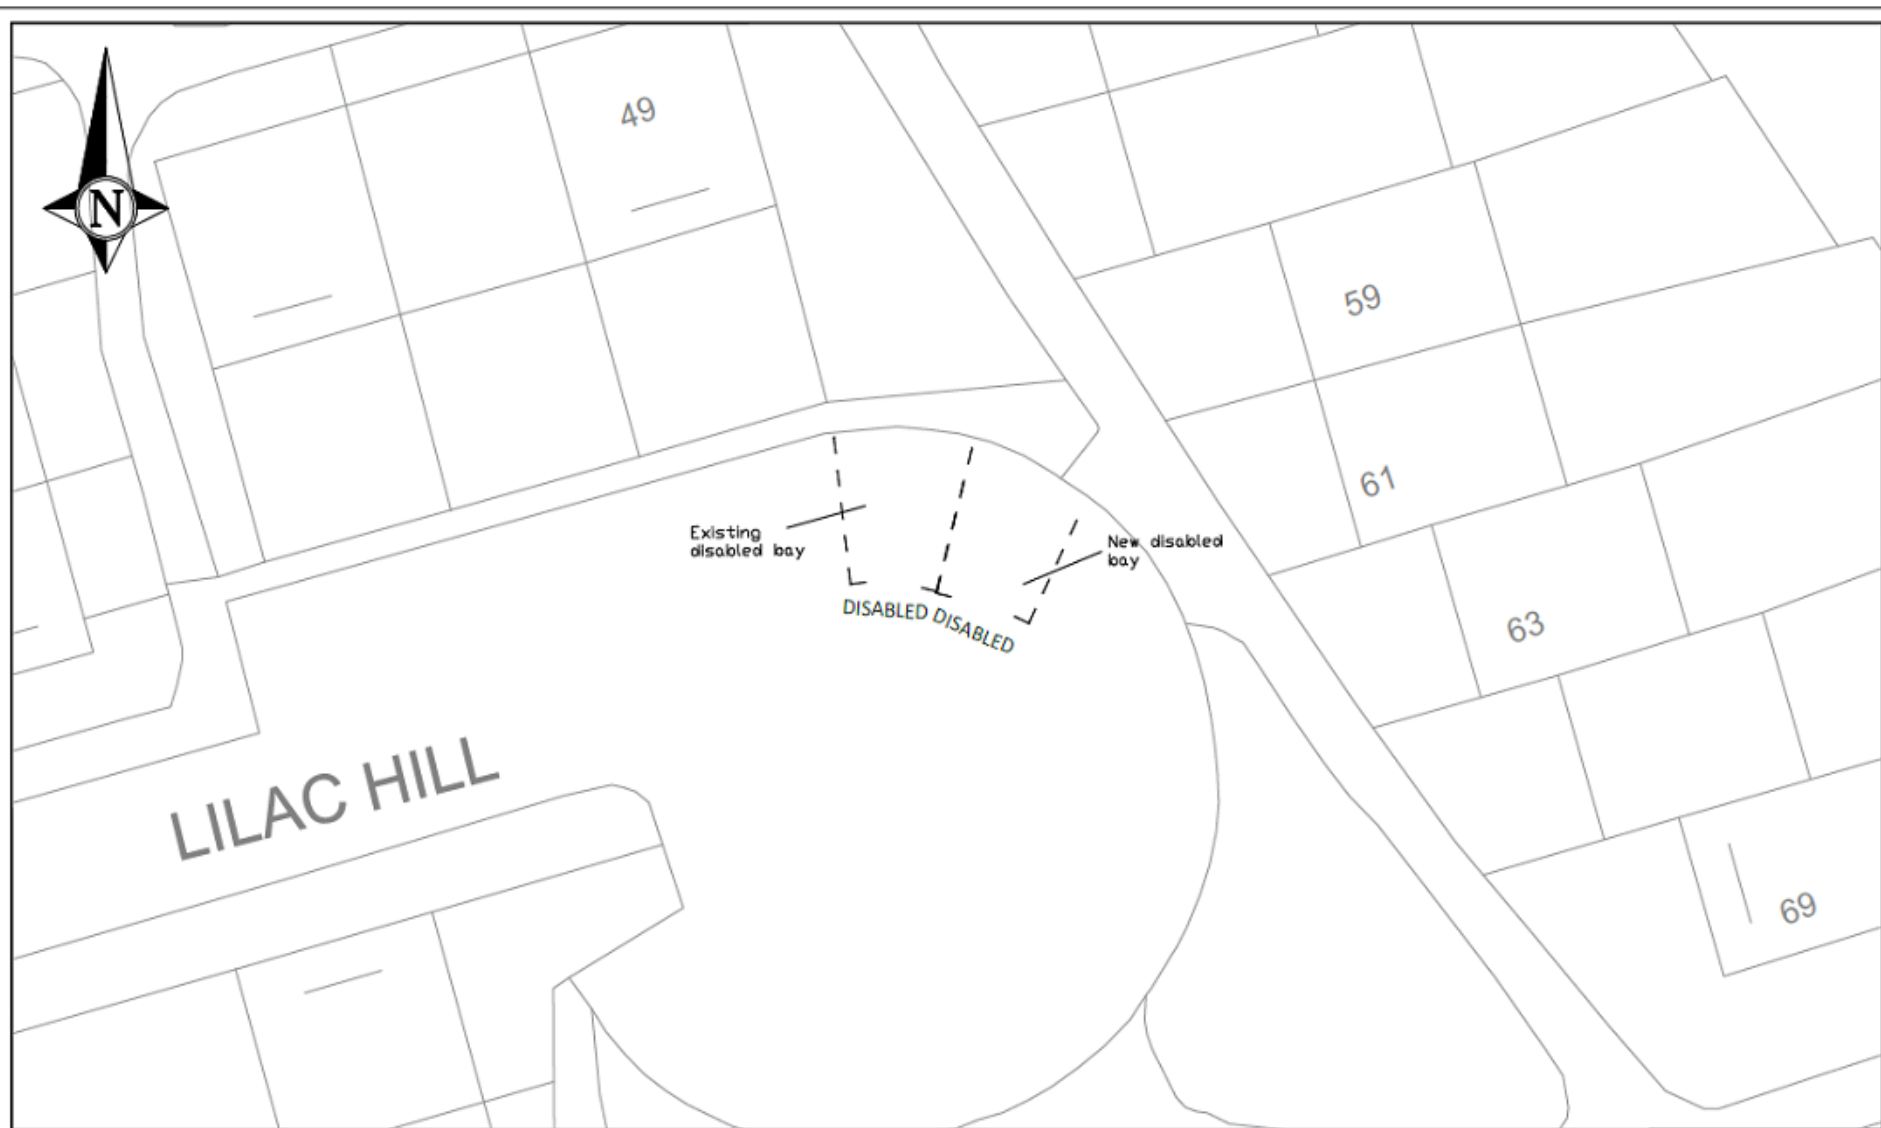 49
N
59
61
Existing
disabled bay
New disabled
bay
DISABLED DISABLED
63
LILAC HILL
69